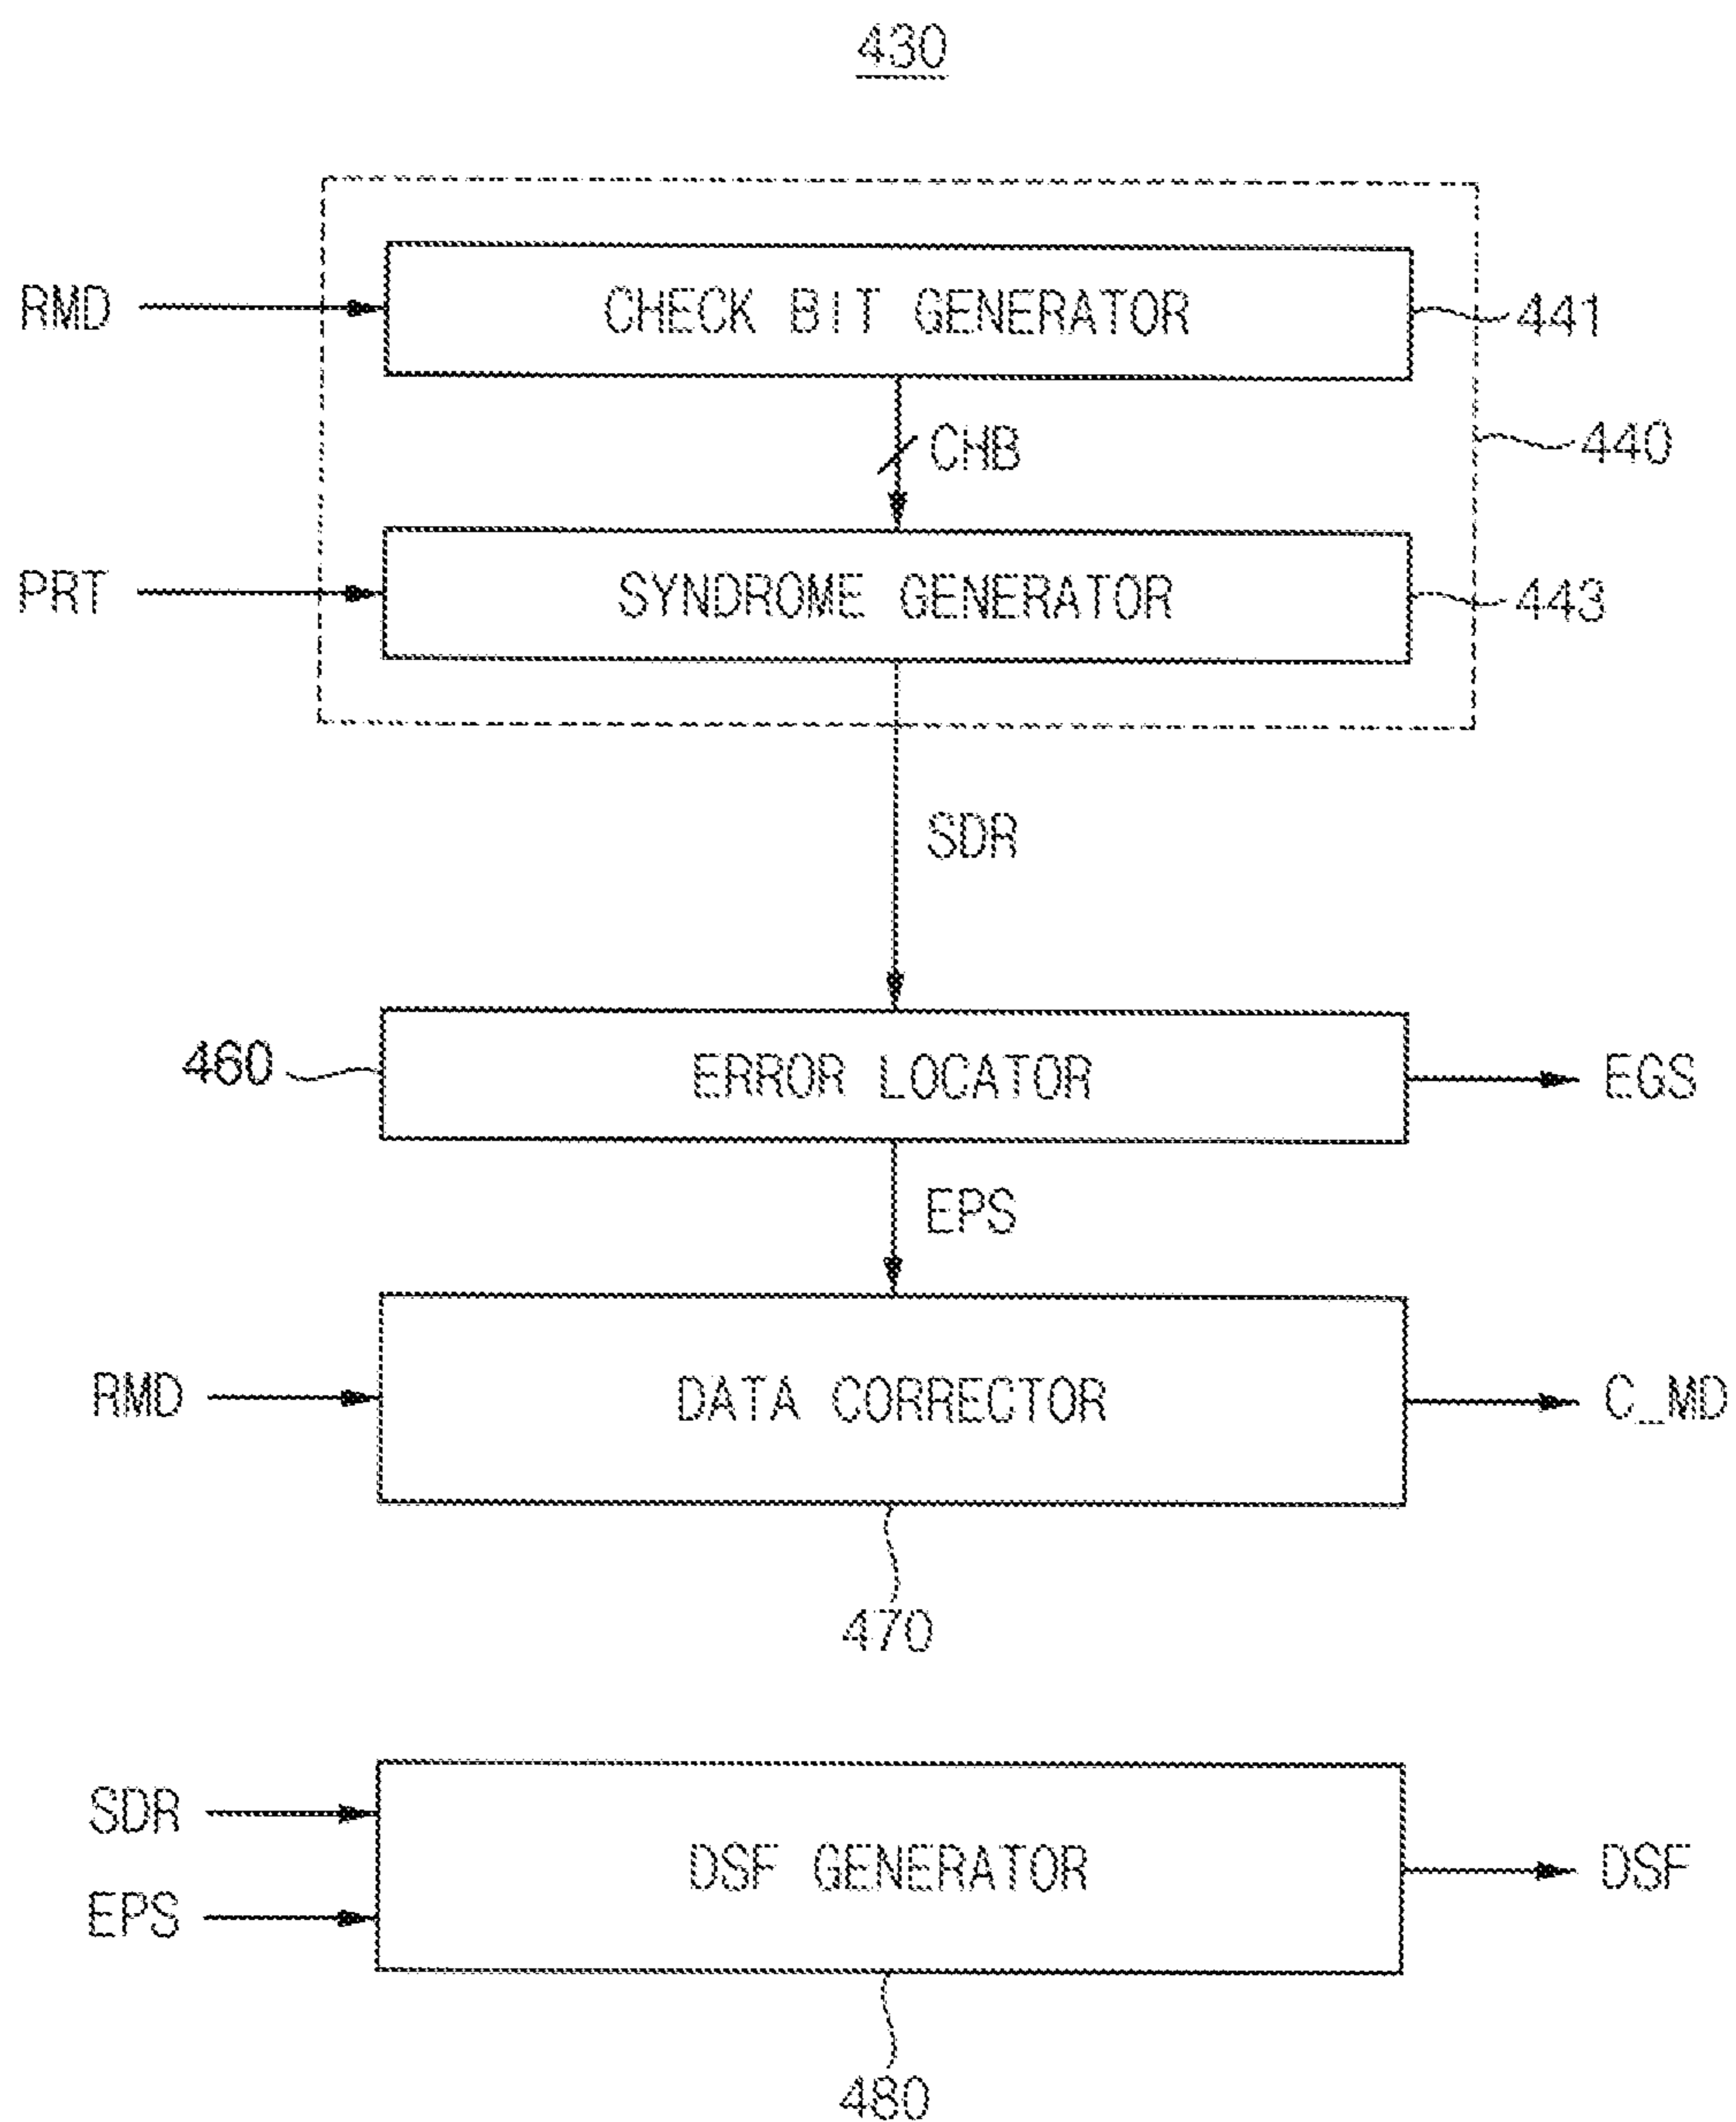 430
RMD
CHECK BIT GENERATOR
441
CHB
440
PRT
SYNDROME GENERATOR
443
SDR
460
ERROR LOCATOR
EGS
EPS
RMD
DATA CORRECTOR
C_MD
470
SDR
EPS
DSF GENERATOR
DSF
480